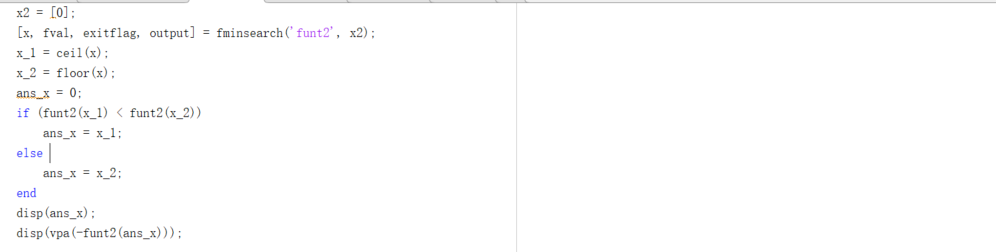 x2 = [0];
[x, fval, exitflag, output] = fminsearch('funt2', x2);
x_1 = ceil(x);
x_2 = floor(x);
ans_x = 0;
if (funt2(x_1) < funt2(x_2))
    ans_x = x_1;
else
    ans_x = x_2;
end
disp(ans_x);
disp(vpa(-funt2(ans_x)));